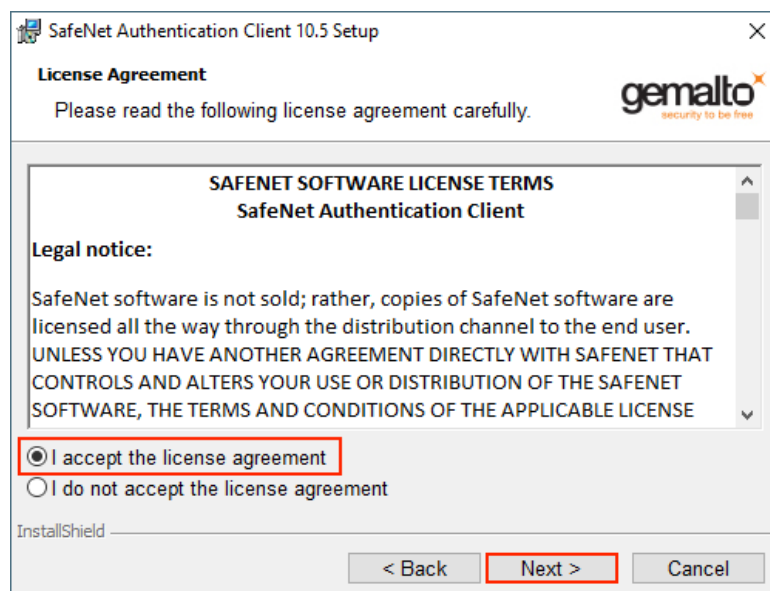 SafeNet Authentication Client 10.5 Setup
License Agreement
Please read the following license agreement carefully.
gemalto
security to be free
SAFENET SOFTWARE LICENSE TERMS
SafeNet Authentication Client
Legal notice:
SafeNet software is not sold; rather, copies of SafeNet software are
licensed all the way through the distribution channel to the end user.
UNLESS YOU HAVE ANOTHER AGREEMENT DIRECTLY WITH SAFENET THAT
CONTROLS AND ALTERS YOUR USE OR DISTRIBUTION OF THE SAFENET
SOFTWARE, THE TERMS AND CONDITIONS OF THE APPLICABLE LICENSE
I accept the license agreement
I do not accept the license agreement
InstallShield
< Back Next > Cancel